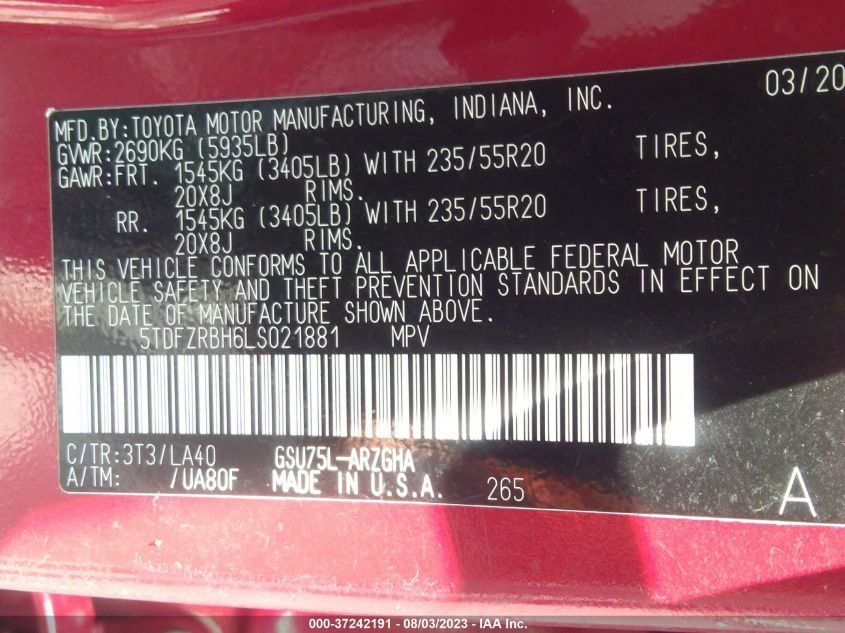 03/20
MFD.BY:TOYOTA MOTOR MANUFACTURING, INDIANA, INC.
GVWR:2690KG (5935LB)
GAWR:FRT. 1545KG (3405LB) WITH 235/55R20 TIRES,
20X8J RIMS.
RR. 1545KG (3405LB) WITH 235/55R20 TIRES,
20X8J RIMS.
THIS VEHICLE CONFORMS TO ALL APPLICABLE FEDERAL MOTOR
VEHICLE SAFETY AND THEFT PREVENTION STANDARDS IN EFFECT ON
THE DATE OF MANUFACTURE SHOWN ABOVE.
5TDFZRBH6LS021881 MPV
C/TR:3T3/LA40 GSU75L-ARZGHA
A/TM: /UA80F MADE IN U.S.A. 265 A
000-37242191 - 08/03/2023 - IAA Inc.